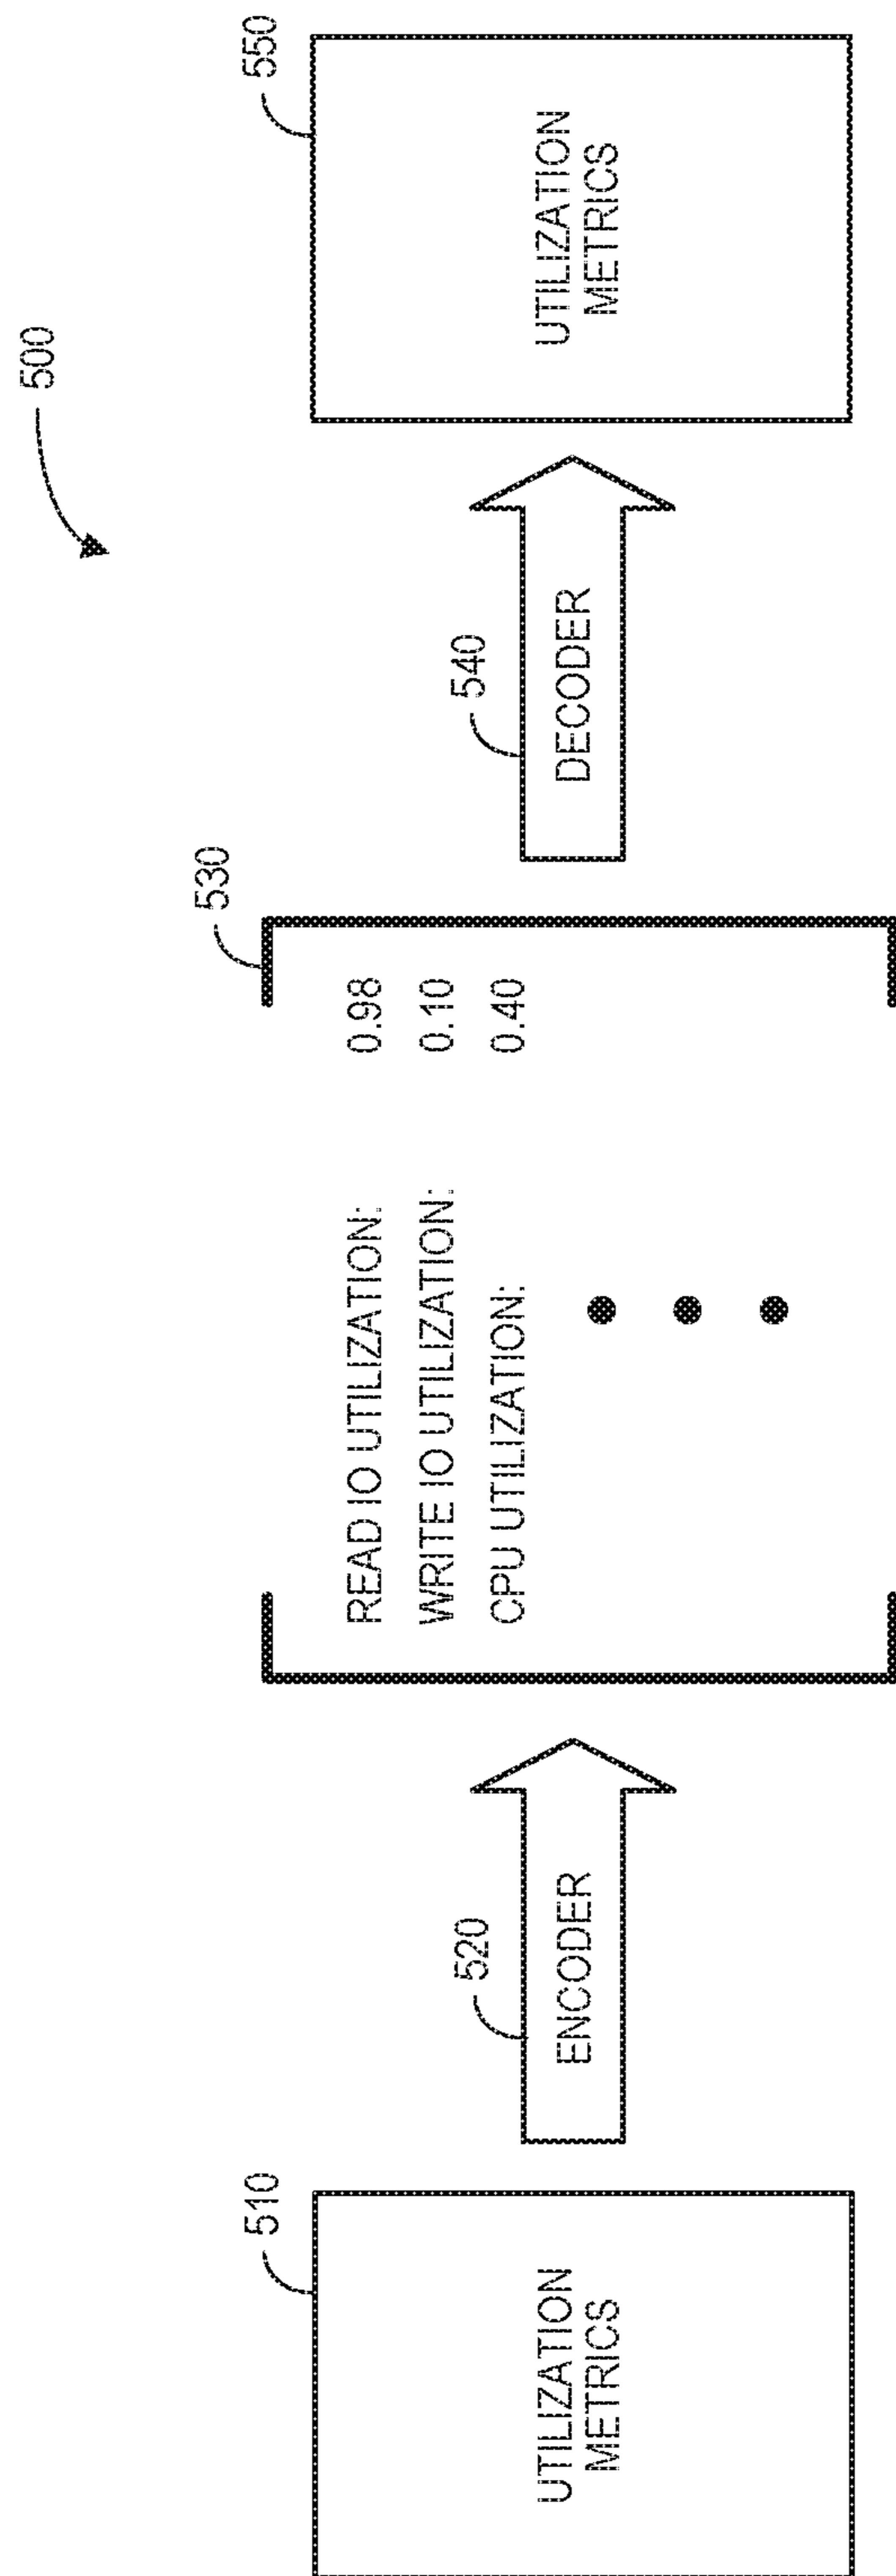 500
510
UTILIZATION
METRICS
520
ENCODER
530
READ IO UTILIZATION: 0.98
WRITE IO UTILIZATION: 0.10
CPU UTILIZATION: 0.40
540
DECODER
550
UTILIZATION
METRICS